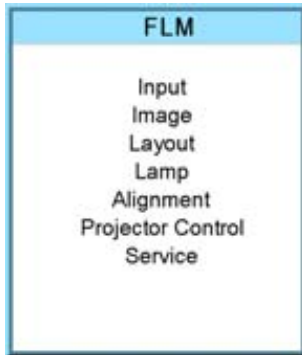 FLM
Input
Image
Layout
Lamp
Alignment
Projector Control
Service